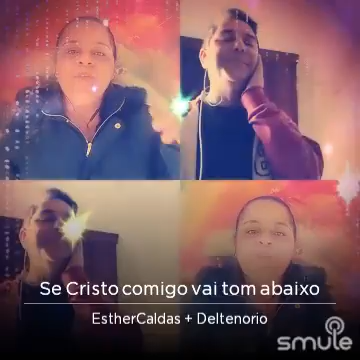 Se Cristo comigo vai tom abaixo
EstherCaldas + Deltenorio
smule